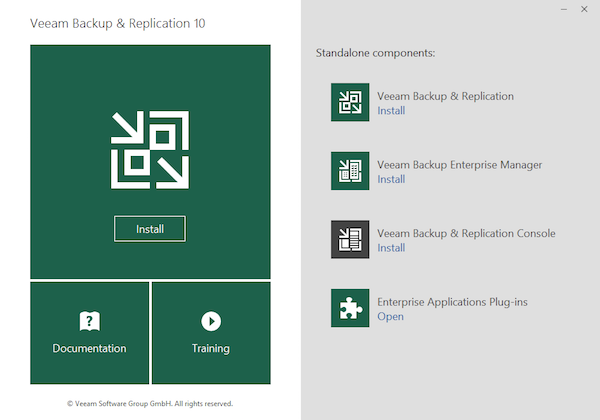 Veeam Backup & Replication 10
Install
Documentation
Training
© Veeam Software Group GmbH. All rights reserved.
Standalone components:
Veeam Backup & Replication
Install
Veeam Backup Enterprise Manager
Install
Veeam Backup & Replication Console
Install
Enterprise Applications Plug-ins
Open